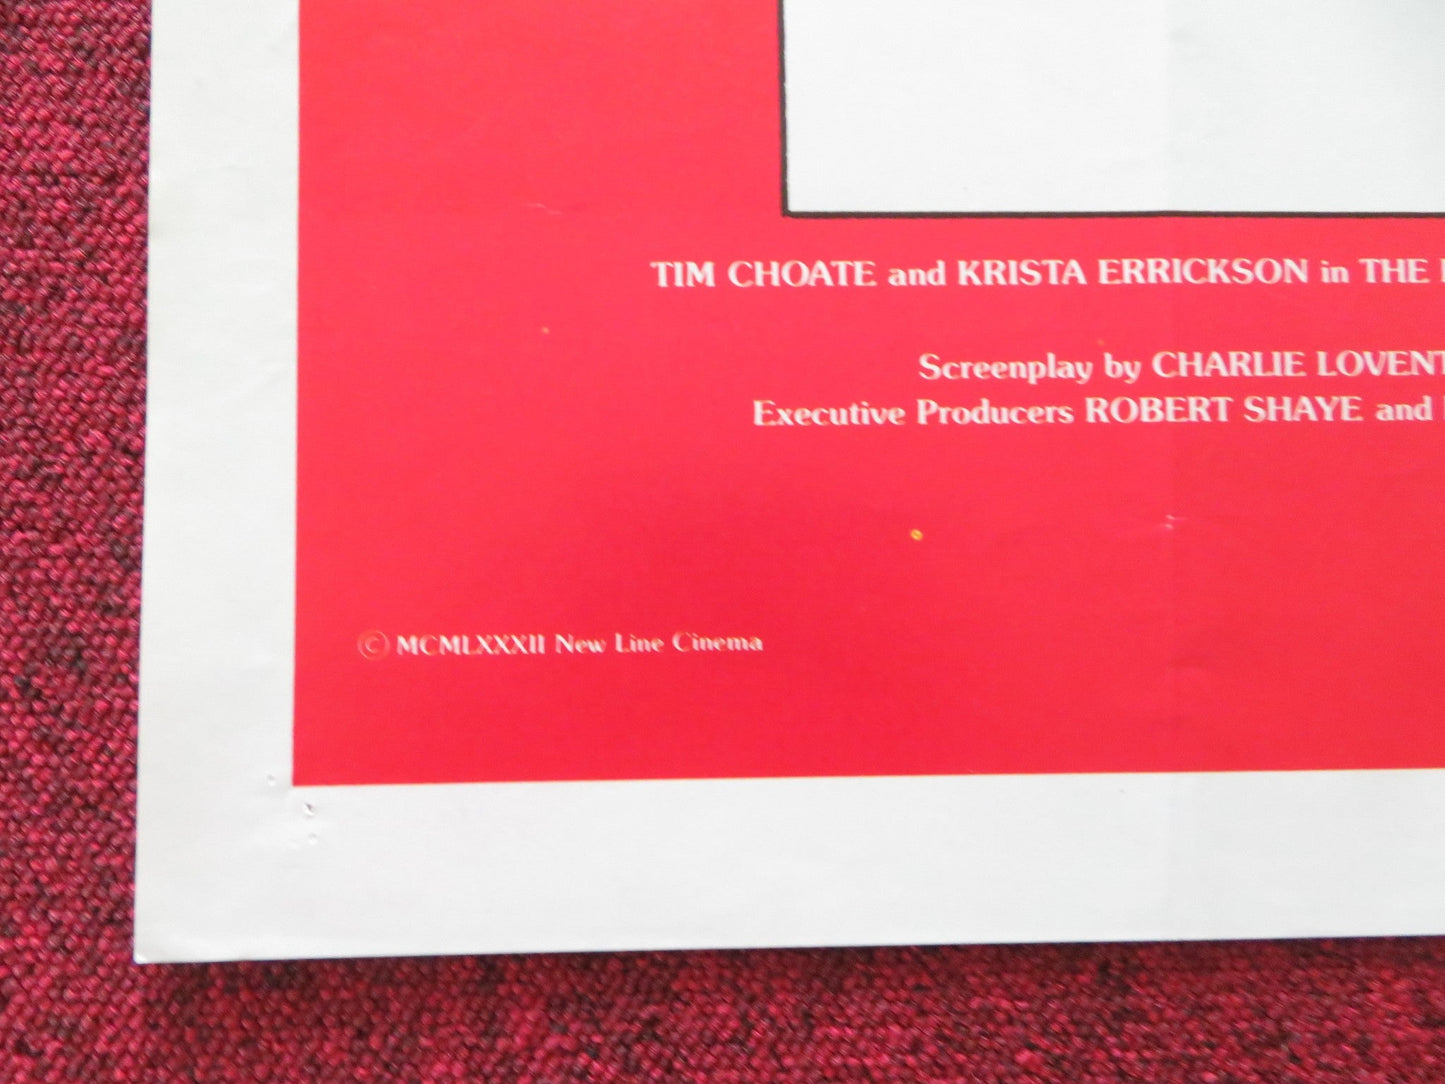 TIM CHOATE and KRISTA ERRICKSON in THE
Screenplay by CHARLIE LOVENT
Executive Producers ROBERT SHAYE and
© MCMLXXXII New Line Cinema